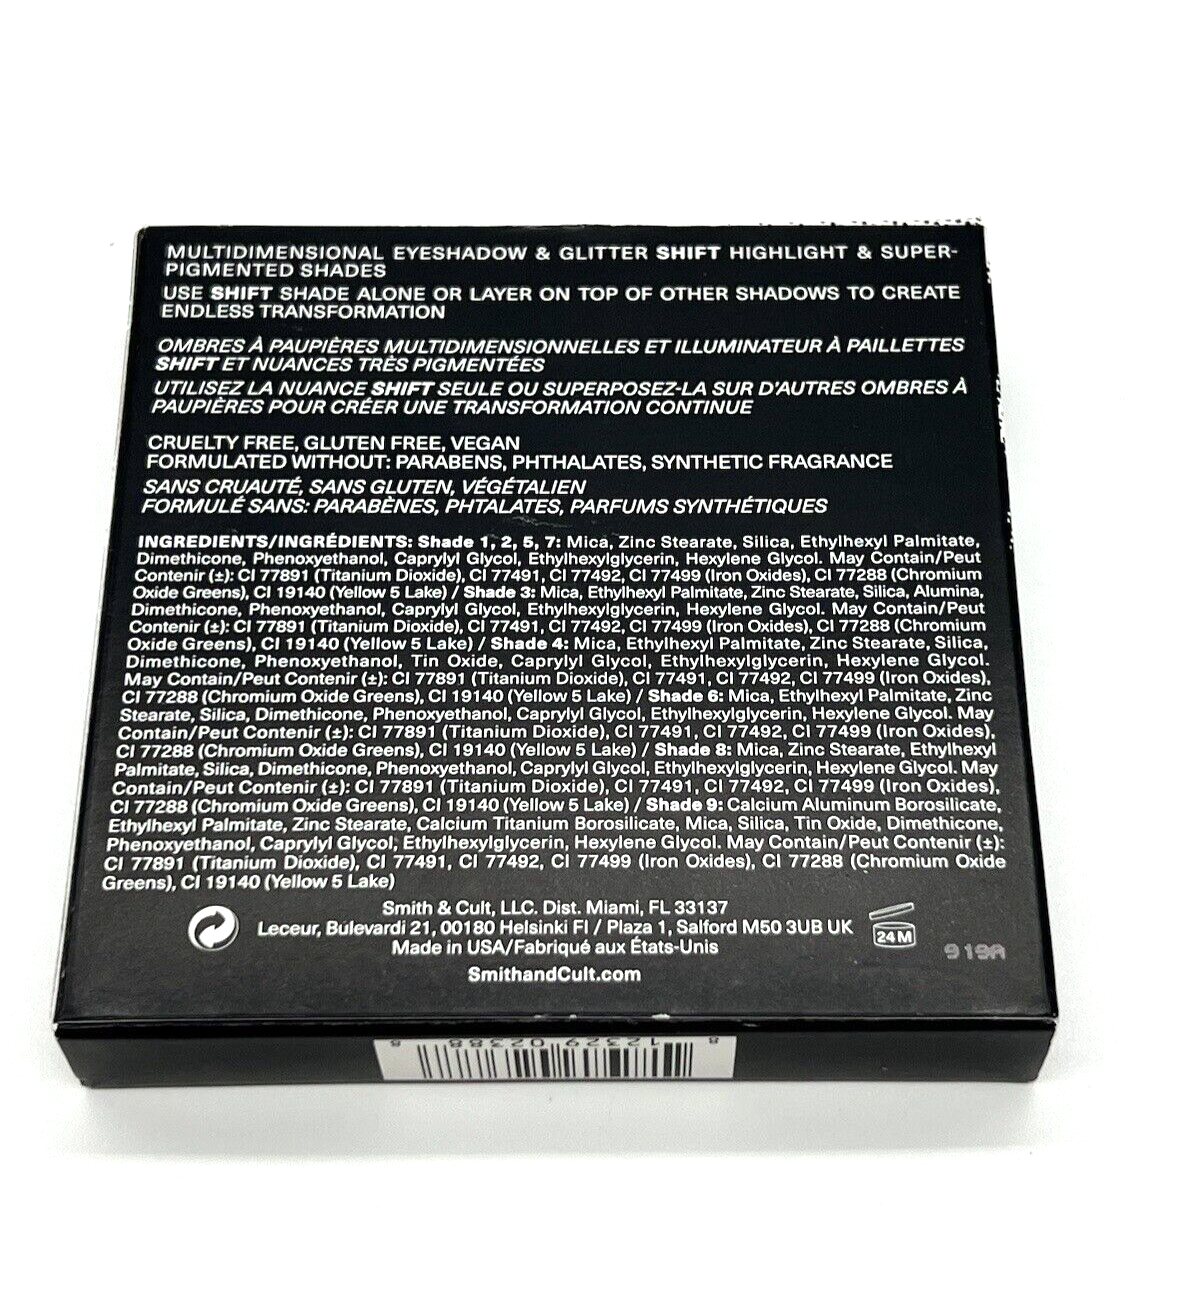 MULTIDIMENSIONAL EYESHADOW & GLITTER SHIFT HIGHLIGHT & SUPER-
PIGMENTED SHADES
USE SHIFT SHADE ALONE OR LAYER ON TOP OF OTHER SHADOWS TO CREATE
ENDLESS TRANSFORMATION
OMBRES À PAUPIÈRES MULTIDIMENSIONNELLES ET ILLUMINATEUR À PAILLETTES
SHIFT ET NUANCES TRÈS PIGMENTÉES
UTILISEZ LA NUANCE SHIFT SEULE OU SUPERPOSEZ-LA SUR D'AUTRES OMBRES À
PAUPIÈRES POUR CRÉER UNE TRANSFORMATION CONTINUE
CRUELTY FREE, GLUTEN FREE, VEGAN
FORMULATED WITHOUT: PARABENS, PHTHALATES, SYNTHETIC FRAGRANCE
SANS CRUAUTÉ, SANS GLUTEN, VÉGÉTALIEN
FORMULÉ SANS: PARABÈNES, PHTALATES, PARFUMS SYNTHÉTIQUES
INGREDIENTS/INGRÉDIENTS: Shade 1, 2, 5, 7: Mica, Zinc Stearate, Silica, Ethylhexyl Palmitate,
Dimethicone, Phenoxyethanol, Caprylyl Glycol, Ethylhexylglycerin, Hexylene Glycol. May Contain/Peut
Contenir (±): CI 77891 (Titanium Dioxide), CI 77491, CI 77492, CI 77499 (Iron Oxides), CI 77288 (Chromium
Oxide Greens), CI 19140 (Yellow 5 Lake) / Shade 3: Mica, Ethylhexyl Palmitate, Zinc Stearate, Silica, Alumina,
Dimethicone, Phenoxyethanol, Caprylyl Glycol, Ethylhexylglycerin, Hexylene Glycol. May Contain/Peut
Contenir (±): CI 77891 (Titanium Dioxide), CI 77491, CI 77492, CI 77499 (Iron Oxides), CI 77288 (Chromium
Oxide Greens), CI 19140 (Yellow 5 Lake) / Shade 4: Mica, Ethylhexyl Palmitate, Zinc Stearate, Silica,
Dimethicone, Phenoxyethanol, Tin Oxide, Caprylyl Glycol, Ethylhexylglycerin, Hexylene Glycol.
May Contain/Peut Contenir (±): CI 77891 (Titanium Dioxide), CI 77491, CI 77492, CI 77499 (Iron Oxides),
CI 77288 (Chromium Oxide Greens), CI 19140 (Yellow 5 Lake) / Shade 6: Mica, Ethylhexyl Palmitate, Zinc
Stearate, Silica, Dimethicone, Phenoxyethanol, Caprylyl Glycol, Ethylhexylglycerin, Hexylene Glycol. May
Contain/Peut Contenir (±): CI 77891 (Titanium Dioxide), CI 77491, CI 77492, CI 77499 (Iron Oxides),
CI 77288 (Chromium Oxide Greens), CI 19140 (Yellow 5 Lake) / Shade 8: Mica, Zinc Stearate, Ethylhexyl
Palmitate, Silica, Dimethicone, Phenoxyethanol, Caprylyl Glycol, Ethylhexylglycerin, Hexylene Glycol. May
Contain/Peut Contenir (±): CI 77891 (Titanium Dioxide), CI 77491, CI 77492, CI 77499 (Iron Oxides),
CI 77288 (Chromium Oxide Greens), CI 19140 (Yellow 5 Lake) / Shade 9: Calcium Aluminum Borosilicate,
Ethylhexyl Palmitate, Zinc Stearate, Calcium Titanium Borosilicate, Mica, Silica, Tin Oxide, Dimethicone,
Phenoxyethanol, Caprylyl Glycol, Ethylhexylglycerin, Hexylene Glycol. May Contain/Peut Contenir (±):
CI 77891 (Titanium Dioxide), CI 77491, CI 77492, CI 77499 (Iron Oxides), CI 77288 (Chromium Oxide
Greens), CI 19140 (Yellow 5 Lake)
Smith & Cult, LLC. Dist. Miami, FL 33137
Leceur, Bulevardi 21, 00180 Helsinki FI / Plaza 1, Salford M50 3UB UK
Made in USA/Fabriqué aux États-Unis
SmithandCult.com
24M
919A
8 12329 02388 8